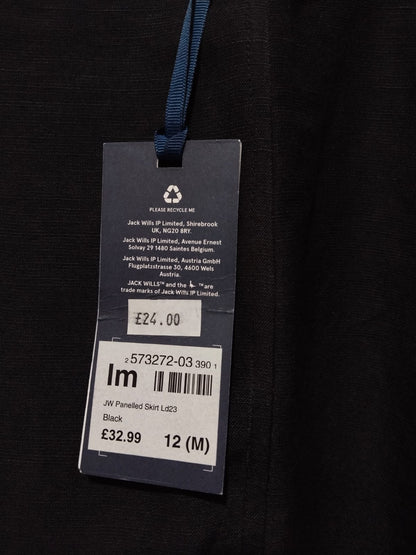 PLEASE RECYCLE ME
Jack Wills IP Limited, Shirebrook
UK, NG20 8RY.
Jack Wills IP Limited, Avenue Ernest
Solvay 29 1480 Saintes Belgium.
Jack Wills IP Limited, Austria GmbH
Flugplatzstrasse 30, 4600 Wels
Austria.
JACK WILLS™ and the ™ are
trade marks of Jack Wills IP Limited.
£24.00
2 573272-03 390 1
lm
JW Panelled Skirt Ld23
Black
£32.99 12 (M)